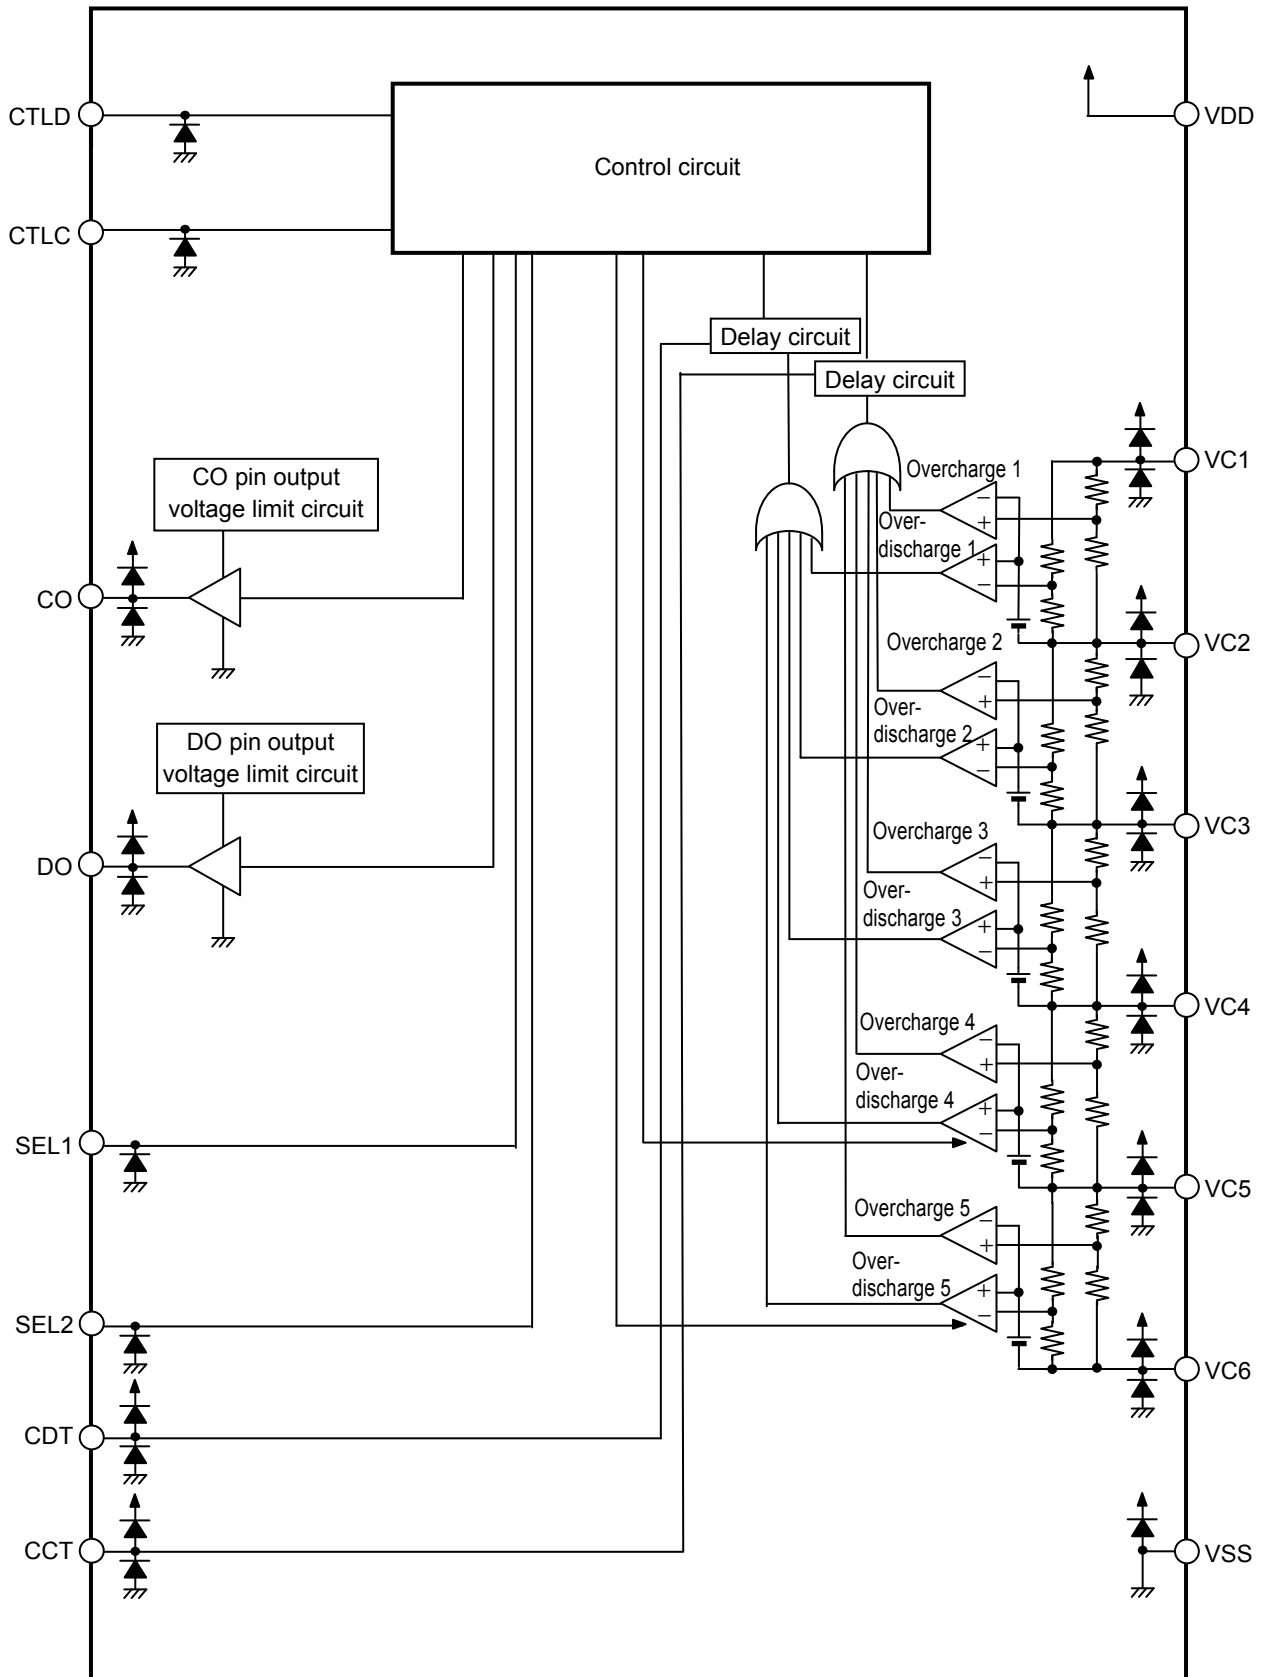 CTLD
VDD
Control circuit
CTLC
Delay circuit
Delay circuit
CO pin output
voltage limit circuit
Overcharge 1
VC1
Over-
discharge 1
CO
Overcharge 2
VC2
Over-
discharge 2
DO pin output
voltage limit circuit
Overcharge 3
VC3
DO
Over-
discharge 3
Overcharge 4
VC4
Over-
discharge 4
SEL1
VC5
Overcharge 5
Over-
discharge 5
SEL2
VC6
CDT
CCT
VSS